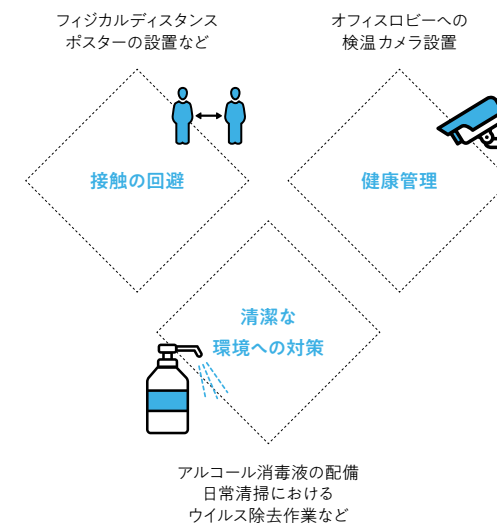 フィジカルディスタンス
ポスターの設置など
オフィスロビーへの
検温カメラ設置
接触の回避
健康管理
清潔な
環境への対策
アルコール消毒液の配備
日常清掃における
ウイルス除去作業など